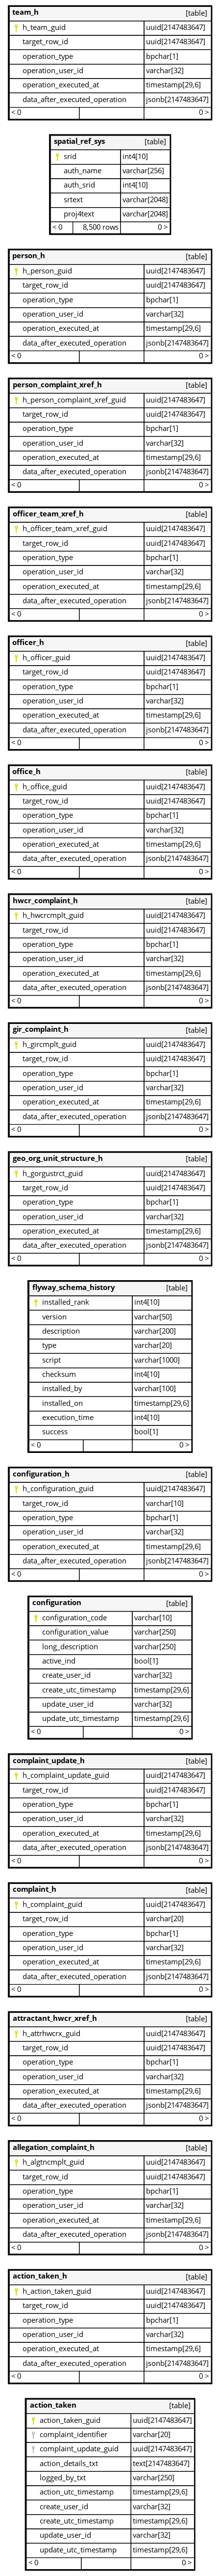 team_h [table]
h_team_guid uuid[2147483647]
target_row_id uuid[2147483647]
operation_type bpchar[1]
operation_user_id varchar[32]
operation_executed_at timestamp[29,6]
data_after_executed_operation jsonb[2147483647]
< 0 0 >
spatial_ref_sys [table]
srid int4[10]
auth_name varchar[256]
auth_srid int4[10]
srtext varchar[2048]
proj4text varchar[2048]
< 0 8,500 rows 0 >
person_h [table]
h_person_guid uuid[2147483647]
target_row_id uuid[2147483647]
operation_type bpchar[1]
operation_user_id varchar[32]
operation_executed_at timestamp[29,6]
data_after_executed_operation jsonb[2147483647]
< 0 0 >
person_complaint_xref_h [table]
h_person_complaint_xref_guid uuid[2147483647]
target_row_id uuid[2147483647]
operation_type bpchar[1]
operation_user_id varchar[32]
operation_executed_at timestamp[29,6]
data_after_executed_operation jsonb[2147483647]
< 0 0 >
officer_team_xref_h [table]
h_officer_team_xref_guid uuid[2147483647]
target_row_id uuid[2147483647]
operation_type bpchar[1]
operation_user_id varchar[32]
operation_executed_at timestamp[29,6]
data_after_executed_operation jsonb[2147483647]
< 0 0 >
officer_h [table]
h_officer_guid uuid[2147483647]
target_row_id uuid[2147483647]
operation_type bpchar[1]
operation_user_id varchar[32]
operation_executed_at timestamp[29,6]
data_after_executed_operation jsonb[2147483647]
< 0 0 >
office_h [table]
h_office_guid uuid[2147483647]
target_row_id uuid[2147483647]
operation_type bpchar[1]
operation_user_id varchar[32]
operation_executed_at timestamp[29,6]
data_after_executed_operation jsonb[2147483647]
< 0 0 >
hwcr_complaint_h [table]
h_hwcrcmplt_guid uuid[2147483647]
target_row_id uuid[2147483647]
operation_type bpchar[1]
operation_user_id varchar[32]
operation_executed_at timestamp[29,6]
data_after_executed_operation jsonb[2147483647]
< 0 0 >
gir_complaint_h [table]
h_gircmplt_guid uuid[2147483647]
target_row_id uuid[2147483647]
operation_type bpchar[1]
operation_user_id varchar[32]
operation_executed_at timestamp[29,6]
data_after_executed_operation jsonb[2147483647]
< 0 0 >
geo_org_unit_structure_h [table]
h_gorgustrct_guid uuid[2147483647]
target_row_id uuid[2147483647]
operation_type bpchar[1]
operation_user_id varchar[32]
operation_executed_at timestamp[29,6]
data_after_executed_operation jsonb[2147483647]
< 0 0 >
flyway_schema_history [table]
installed_rank int4[10]
version varchar[50]
description varchar[200]
type varchar[20]
script varchar[1000]
checksum int4[10]
installed_by varchar[100]
installed_on timestamp[29,6]
execution_time int4[10]
success bool[1]
< 0 0 >
configuration_h [table]
h_configuration_guid uuid[2147483647]
target_row_id varchar[10]
operation_type bpchar[1]
operation_user_id varchar[32]
operation_executed_at timestamp[29,6]
data_after_executed_operation jsonb[2147483647]
< 0 0 >
configuration [table]
configuration_code varchar[10]
configuration_value varchar[250]
long_description varchar[250]
active_ind bool[1]
create_user_id varchar[32]
create_utc_timestamp timestamp[29,6]
update_user_id varchar[32]
update_utc_timestamp timestamp[29,6]
< 0 0 >
complaint_update_h [table]
h_complaint_update_guid uuid[2147483647]
target_row_id uuid[2147483647]
operation_type bpchar[1]
operation_user_id varchar[32]
operation_executed_at timestamp[29,6]
data_after_executed_operation jsonb[2147483647]
< 0 0 >
complaint_h [table]
h_complaint_guid uuid[2147483647]
target_row_id varchar[20]
operation_type bpchar[1]
operation_user_id varchar[32]
operation_executed_at timestamp[29,6]
data_after_executed_operation jsonb[2147483647]
< 0 0 >
attractant_hwcr_xref_h [table]
h_attrhwcrx_guid uuid[2147483647]
target_row_id uuid[2147483647]
operation_type bpchar[1]
operation_user_id varchar[32]
operation_executed_at timestamp[29,6]
data_after_executed_operation jsonb[2147483647]
< 0 0 >
allegation_complaint_h [table]
h_algtncmplt_guid uuid[2147483647]
target_row_id uuid[2147483647]
operation_type bpchar[1]
operation_user_id varchar[32]
operation_executed_at timestamp[29,6]
data_after_executed_operation jsonb[2147483647]
< 0 0 >
action_taken_h [table]
h_action_taken_guid uuid[2147483647]
target_row_id uuid[2147483647]
operation_type bpchar[1]
operation_user_id varchar[32]
operation_executed_at timestamp[29,6]
data_after_executed_operation jsonb[2147483647]
< 0 0 >
action_taken [table]
action_taken_guid uuid[2147483647]
complaint_identifier varchar[20]
complaint_update_guid uuid[2147483647]
action_details_txt text[2147483647]
logged_by_txt varchar[250]
action_utc_timestamp timestamp[29,6]
create_user_id varchar[32]
create_utc_timestamp timestamp[29,6]
update_user_id varchar[32]
update_utc_timestamp timestamp[29,6]
< 0 0 >